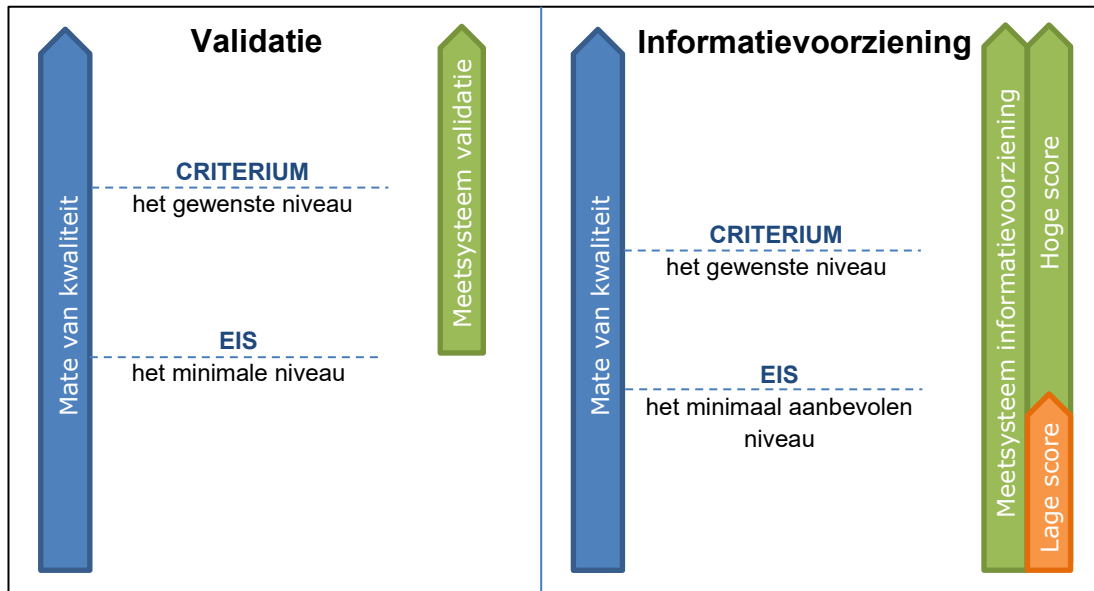 Validatie
Mate van kwaliteit
CRITERIUM
het gewenste niveau
EIS
het minimale niveau
Meetsysteem validatie
Informatievoorziening
Mate van kwaliteit
CRITERIUM
het gewenste niveau
EIS
het minimaal aanbevolen
niveau
Meetsysteem informatievoorziening
Hoge score
Lage score